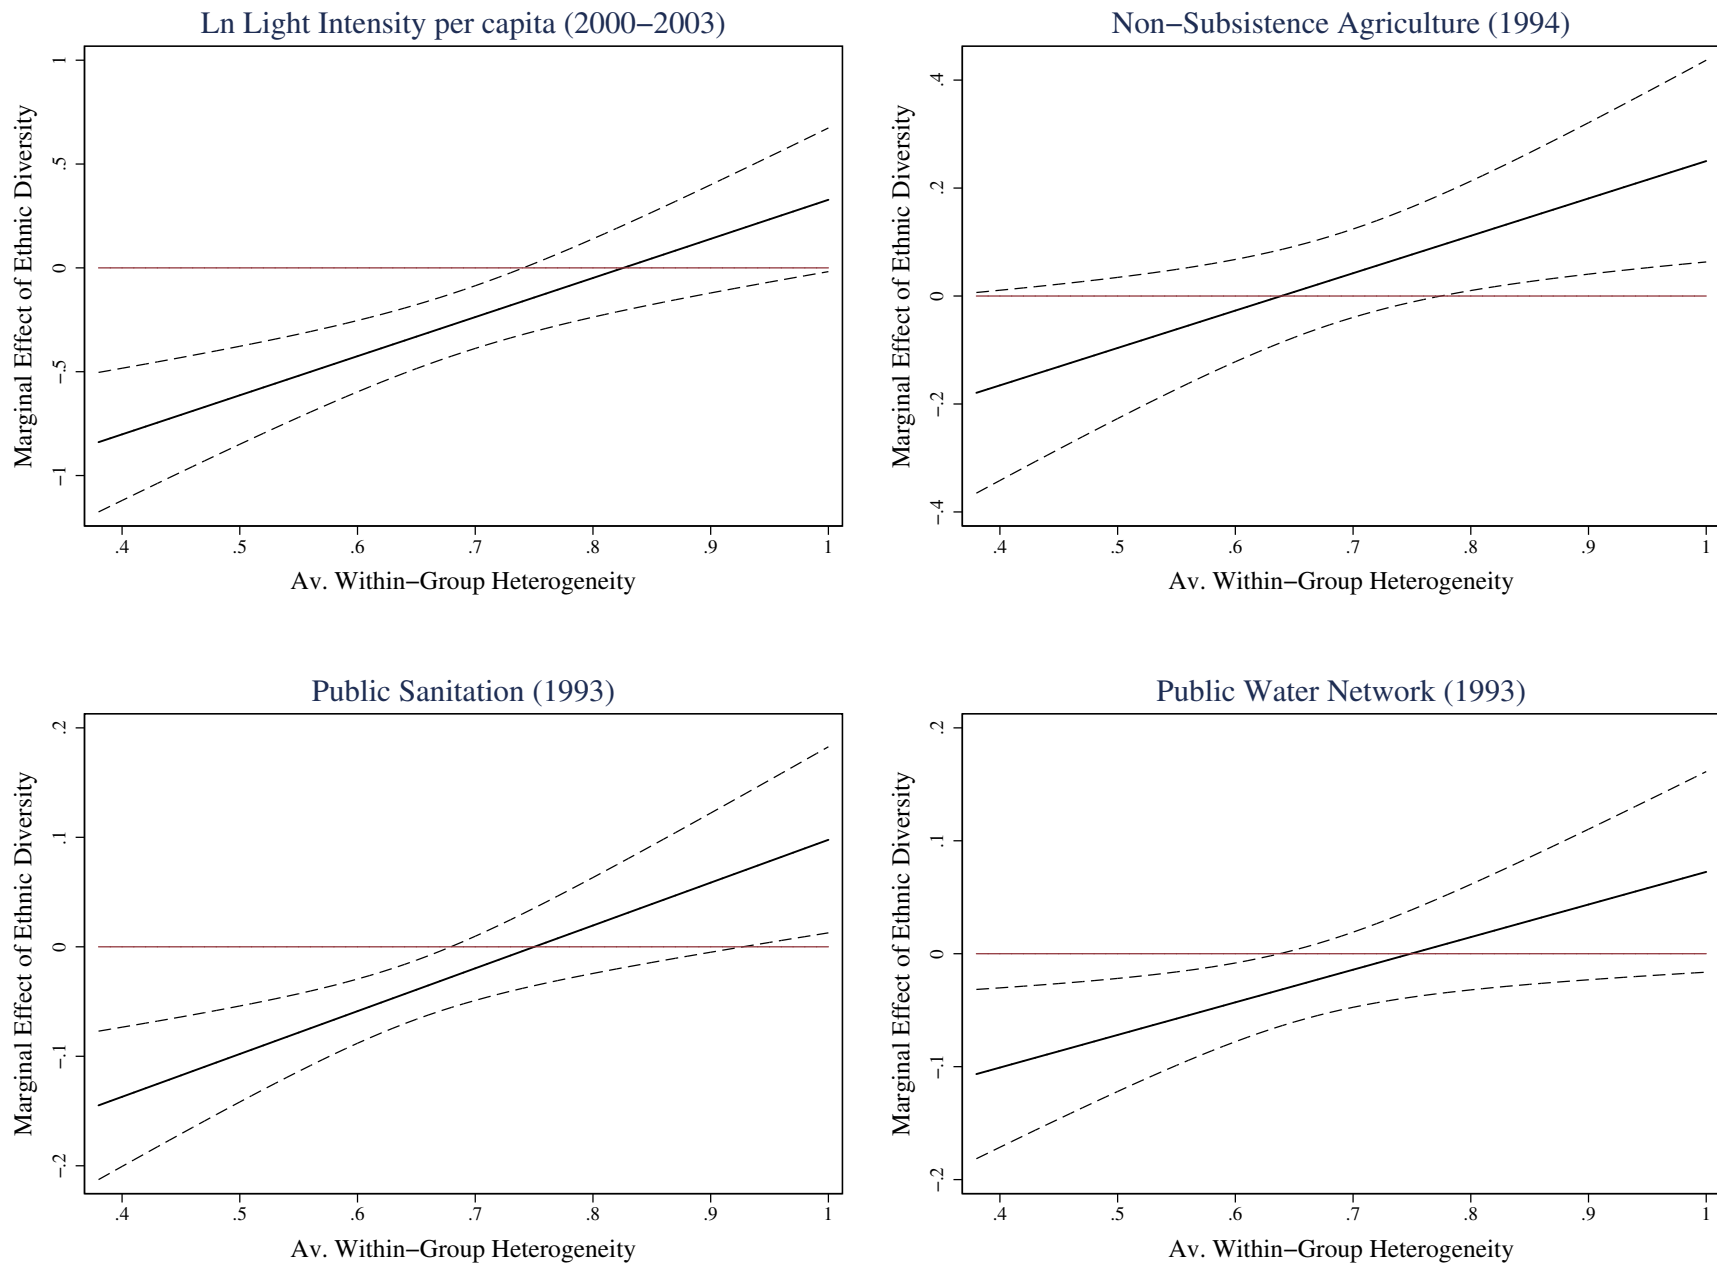 Ln Light Intensity per capita (2000−2003)
Marginal Effect of Ethnic Diversity
1
.5
0
−.5
−1
.4 .5 .6 .7 .8 .9 1
Av. Within−Group Heterogeneity
Non−Subsistence Agriculture (1994)
Marginal Effect of Ethnic Diversity
.4
.2
0
−.2
−.4
.4 .5 .6 .7 .8 .9 1
Av. Within−Group Heterogeneity
Public Sanitation (1993)
Marginal Effect of Ethnic Diversity
.2
.1
0
−.1
−.2
.4 .5 .6 .7 .8 .9 1
Av. Within−Group Heterogeneity
Public Water Network (1993)
Marginal Effect of Ethnic Diversity
.2
.1
0
−.1
−.2
.4 .5 .6 .7 .8 .9 1
Av. Within−Group Heterogeneity